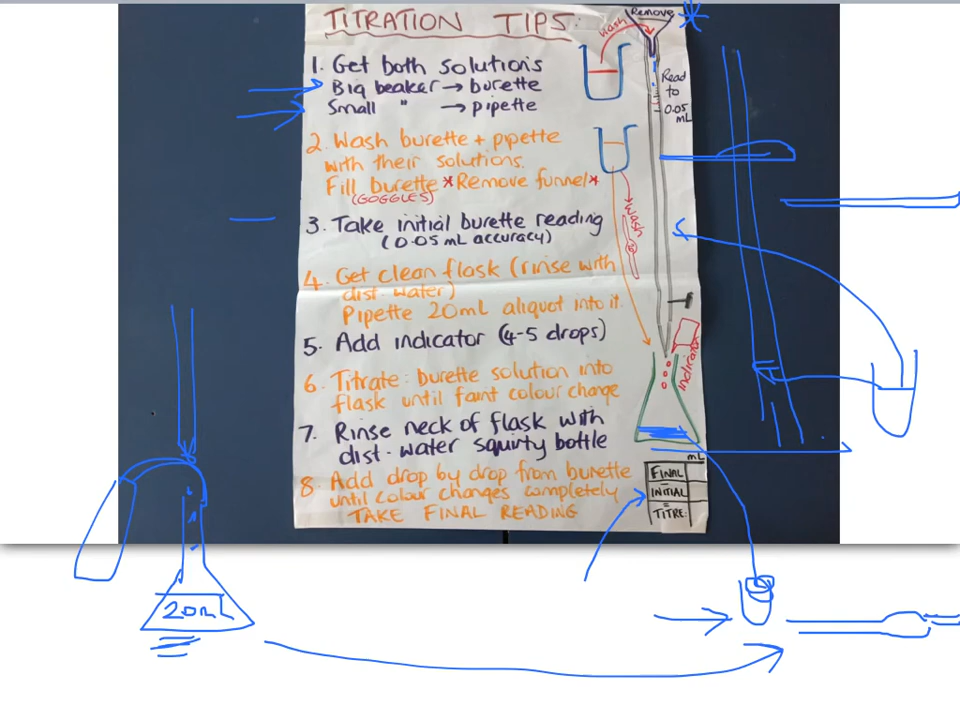 TITRATION TIPS:
1. Get both solutions
Big beaker → burette
Small " → pipette
2. Wash burette + pipette
with their solutions.
Fill burette *Remove funnel*
(GOGGLES)
3. Take initial burette reading
(0.05 mL accuracy)
4. Get clean flask (rinse with
dist. water)
Pipette 20mL aliquot into it.
5. Add indicator (4-5 drops)
6. Titrate: burette solution into
flask until faint colour change
7. Rinse neck of flask with
dist. water squirty bottle
8. Add drop by drop from burette
until colour changes completely
TAKE FINAL READING
Remove
Wash
Read
to
0.05
mL
Wash
Indicator
mL
FINAL
-
INITIAL
=
TITRE:
20mL